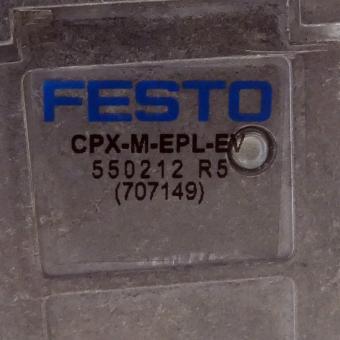 FESTO
CPX-M-EPL-EV
550212 R5
(707149)